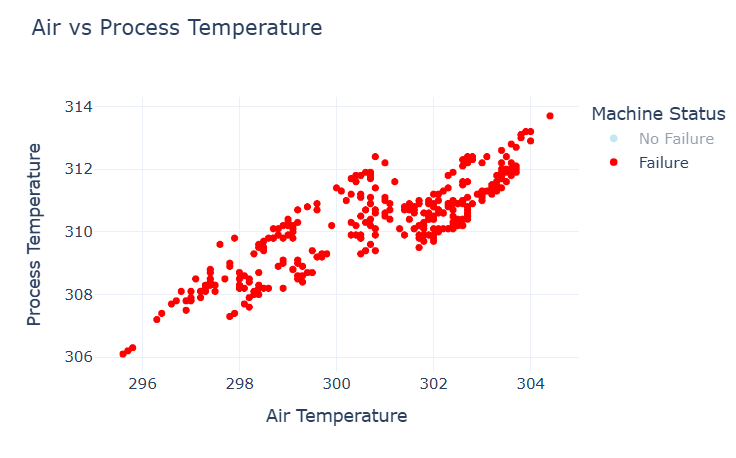 Air vs Process Temperature
Process Temperature
314
312
310
308
306
296
298
300
302
304
Air Temperature
Machine Status
No Failure
Failure